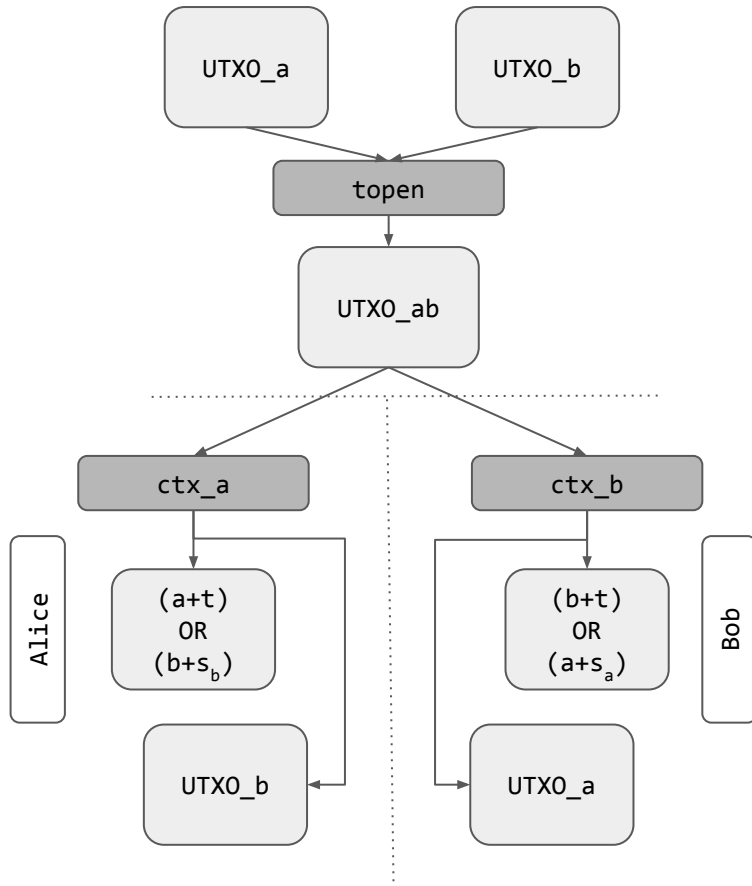 UTXO_a
UTXO_b
topen
UTXO_ab
ctx_a
ctx_b
Alice
(a+t)
OR
(b+s_b)
(b+t)
OR
(a+s_a)
Bob
UTXO_b
UTXO_a